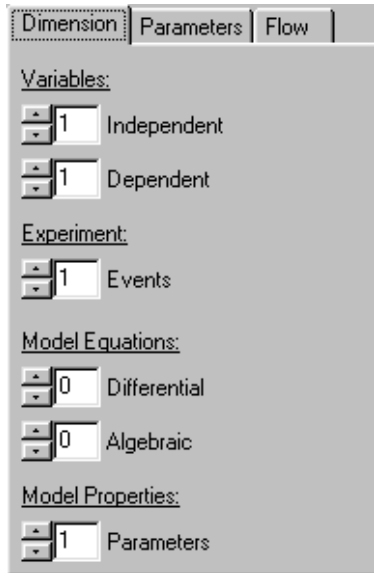 Dimension Parameters Flow
Variables:
1 Independent
1 Dependent
Experiment:
1 Events
Model Equations:
0 Differential
0 Algebraic
Model Properties:
1 Parameters